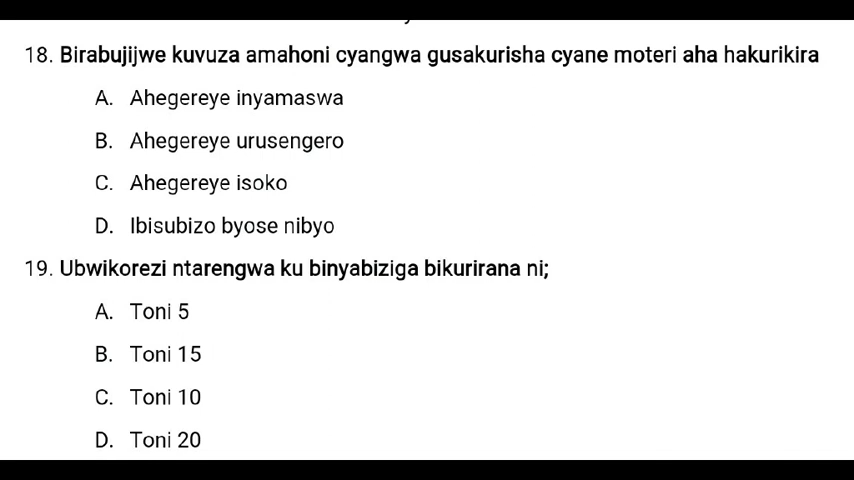 18. Birabujijwe kuvuza amahoni cyangwa gusakurisha cyane moteri aha hakurikira
A. Ahegereye inyamaswa
B. Ahegereye urusengero
C. Ahegereye isoko
D. Ibisubizo byose nibyo
19. Ubwikorezi ntarengwa ku binyabiziga bikurirana ni;
A. Toni 5
B. Toni 15
C. Toni 10
D. Toni 20